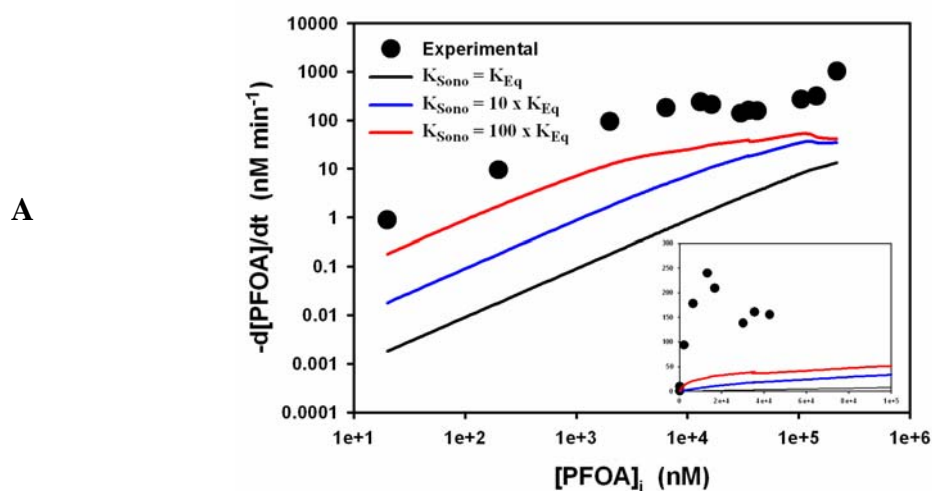 A
-d[PFOA]/dt (nM min⁻¹)
10000
1000
100
10
1
0.1
0.01
0.001
0.0001
Experimental
K_Sono = K_Eq
K_Sono = 10 x K_Eq
K_Sono = 100 x K_Eq
300
250
200
150
100
50
0
0 2e+4 4e+4 6e+4 8e+4 1e+5
1e+1 1e+2 1e+3 1e+4 1e+5 1e+6
[PFOA]i (nM)